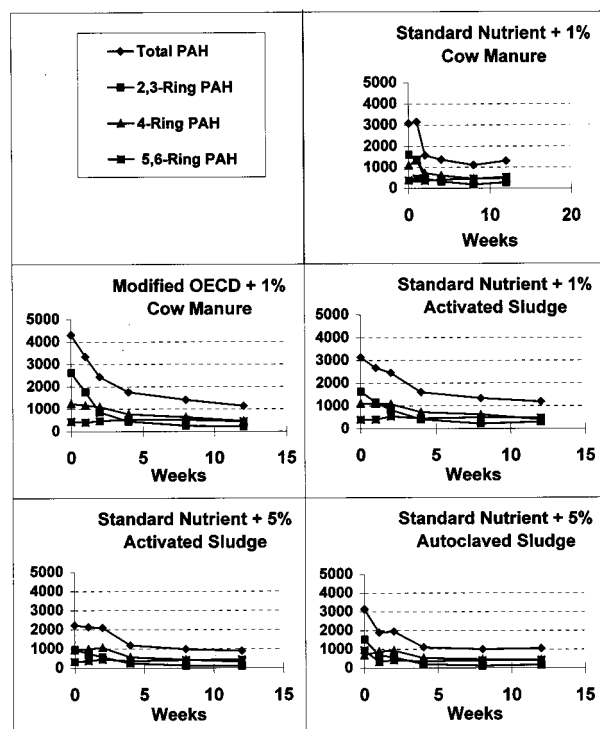 Total PAH
2,3-Ring PAH
4-Ring PAH
5,6-Ring PAH
Standard Nutrient + 1%
Cow Manure
5000
4000
3000
2000
1000
0
0 10 20
Weeks
Modified OECD + 1%
Cow Manure
5000
4000
3000
2000
1000
0
0 5 10 15
Weeks
Standard Nutrient + 1%
Activated Sludge
5000
4000
3000
2000
1000
0
0 5 10 15
Weeks
Standard Nutrient + 5%
Activated Sludge
5000
4000
3000
2000
1000
0
0 5 10 15
Weeks
Standard Nutrient + 5%
Autoclaved Sludge
5000
4000
3000
2000
1000
0
0 5 10 15
Weeks